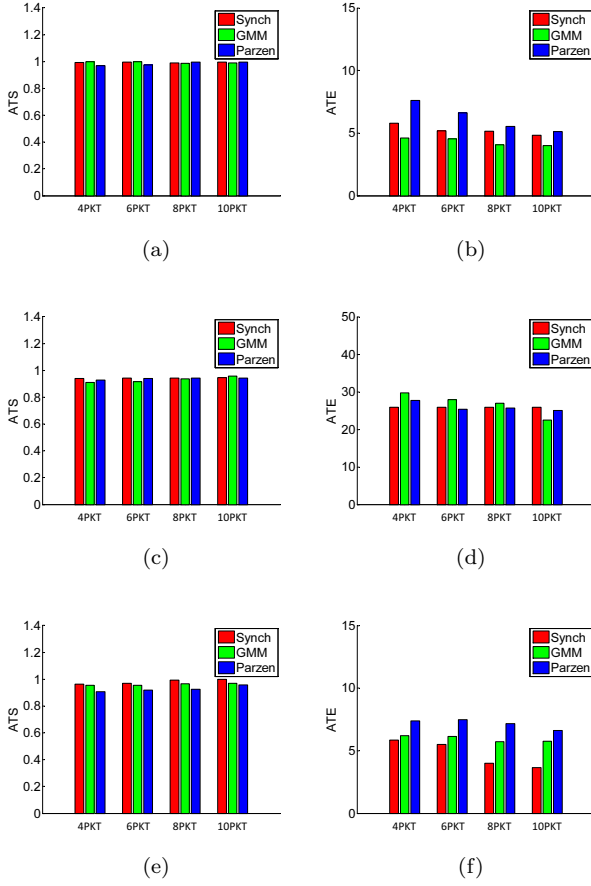 1.4
1.2
1
0.8
0.6
0.4
0.2
0
ATS
Synch
GMM
Parzen
4PKT 6PKT 8PKT 10PKT
(a)
15
10
5
0
ATE
Synch
GMM
Parzen
4PKT 6PKT 8PKT 10PKT
(b)
1.4
1.2
1
0.8
0.6
0.4
0.2
0
ATS
Synch
GMM
Parzen
4PKT 6PKT 8PKT 10PKT
(c)
50
40
30
20
10
0
ATE
Synch
GMM
Parzen
4PKT 6PKT 8PKT 10PKT
(d)
1.4
1.2
1
0.8
0.6
0.4
0.2
0
ATS
Synch
GMM
Parzen
4PKT 6PKT 8PKT 10PKT
(e)
15
10
5
0
ATE
Synch
GMM
Parzen
4PKT 6PKT 8PKT 10PKT
(f)